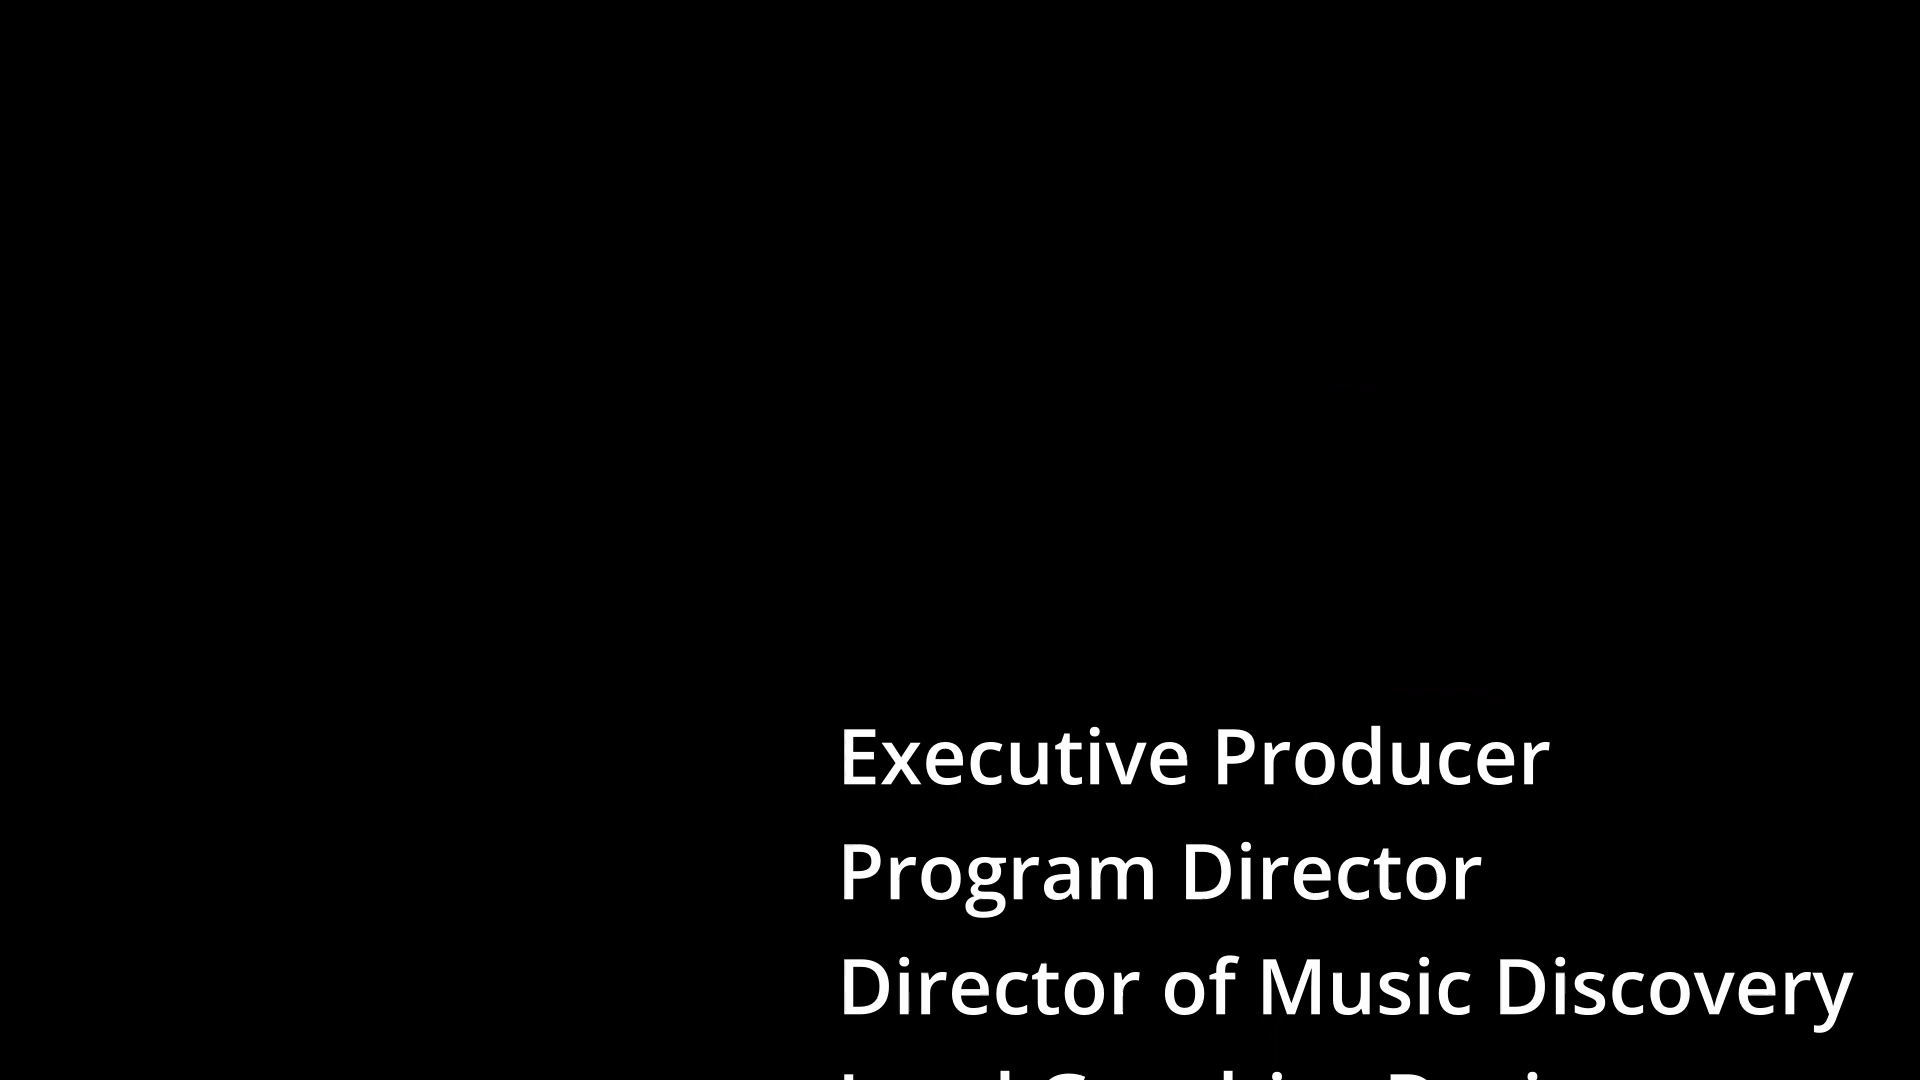 Executive Producer
Program Director
Director of Music Discovery